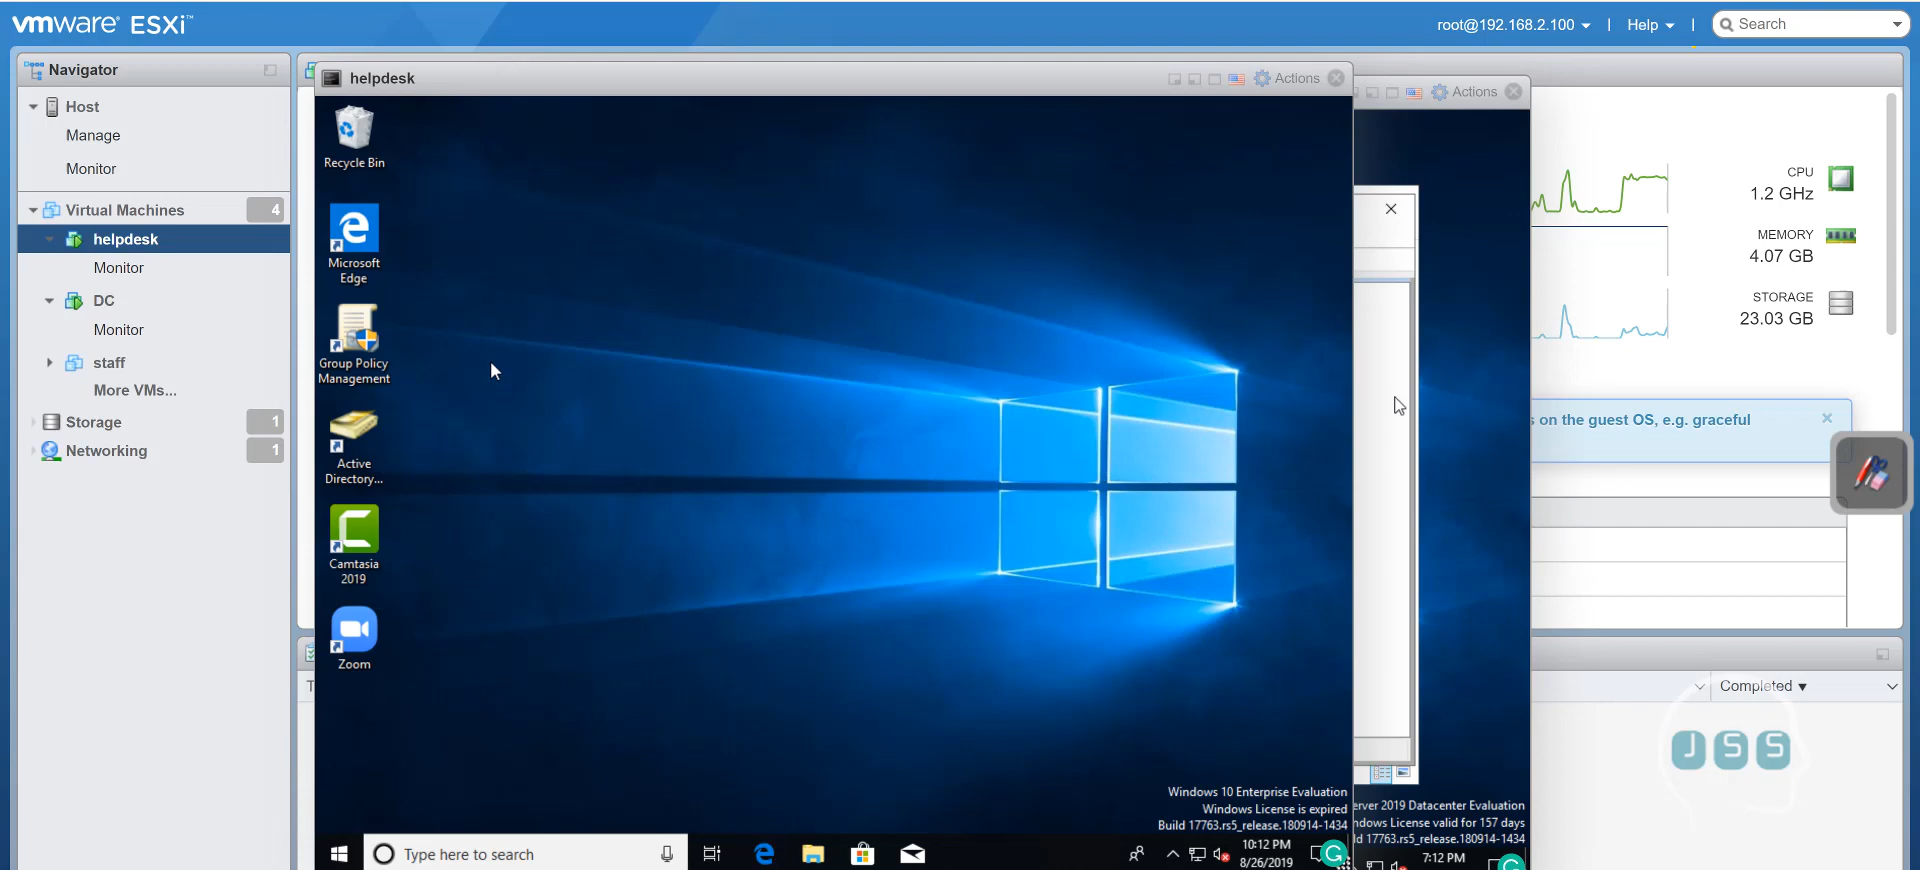 vmware ESXi™
root@192.168.2.100
|
Help
|
Search
Navigator
Host
Manage
Monitor
Virtual Machines
4
helpdesk
Monitor
DC
Monitor
staff
More VMs...
Storage
1
Networking
1
helpdesk
Actions
Recycle Bin
Microsoft
Edge
Group Policy
Management
Active
Directory...
Camtasia
2019
Zoom
Windows 10 Enterprise Evaluation
Windows License is expired
Build 17763.rs5_release.180914-1434
Type here to search
10:12 PM
8/26/2019
Actions
erver 2019 Datacenter Evaluation
ndows License valid for 157 days
ld 17763.rs5_release.180914-1434
7:12 PM
CPU
1.2 GHz
MEMORY
4.07 GB
STORAGE
23.03 GB
s on the guest OS, e.g. graceful
Completed ▼
JSS